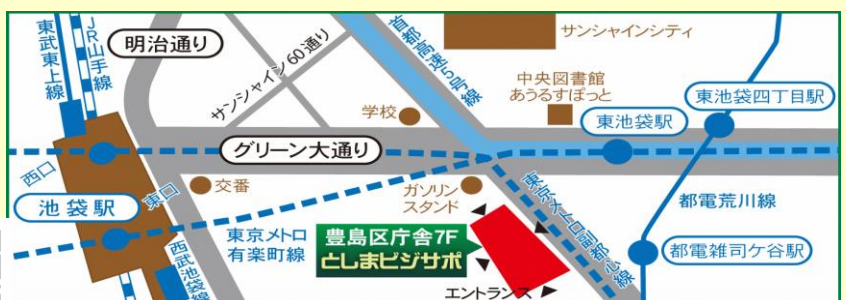 東武東上線
JR山手線
明治通り
サンシャイン60通り
首都高速5号線
サンシャインシティ
中央図書館
あうるすぽっと
学校
東池袋駅
東池袋四丁目駅
グリーン大通り
西口
池袋駅
東口
交番
ガソリン
スタンド
東京メトロ副都心線
都電荒川線
東京メトロ
有楽町線
豊島区庁舎7F
としまビジサポ
都電雑司ケ谷駅
西武池袋線
エントランス